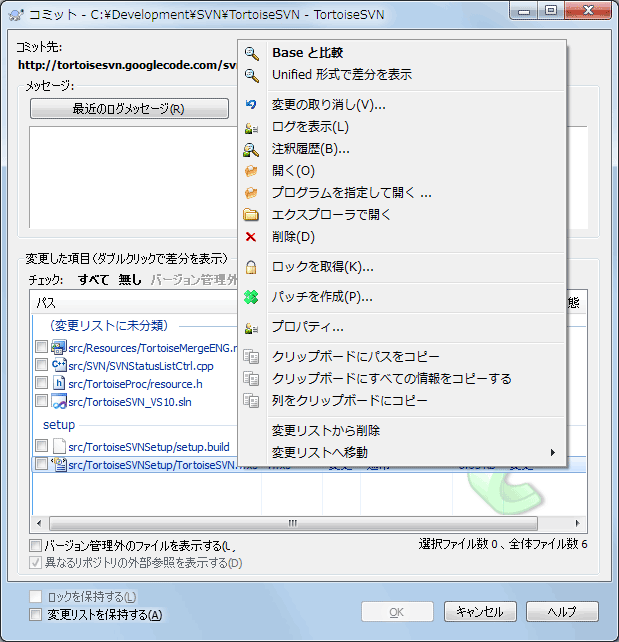 コミット - C:¥Development¥SVN¥TortoiseSVN - TortoiseSVN
コミット先:
http://tortoisesvn.googlecode.com/svn
メッセージ:
最近のログメッセージ(R)
Base と比較
Unified 形式で差分を表示
変更の取り消し(V)...
ログを表示(L)
注釈履歴(B)...
開く(O)
プログラムを指定して開く ...
エクスプローラで開く
削除(D)
ロックを取得(K)...
パッチを作成(P)...
プロパティ...
クリップボードにパスをコピー
クリップボードにすべての情報をコピーする
列をクリップボードにコピー
変更リストから削除
変更リストへ移動
変更した項目(ダブルクリックで差分を表示)
チェック: すべて 無し バージョン管理外
パス 態
(変更リストに未分類)
src/Resources/TortoiseMergeENG.r
src/SVN/SVNStatusListCtrl.cpp
src/TortoiseProc/resource.h
src/TortoiseSVN_VS10.sln
setup
src/TortoiseSVNSetup/setup.build
src/TortoiseSVNSetup/TortoiseSVN.
バージョン管理外のファイルを表示する(
選択ファイル数 0 、全体ファイル数 6
異なるリポジトリの外部参照を表示する(D)
ロックを保持する(L)
変更リストを保持する(A)
OK キャンセル ヘルプ